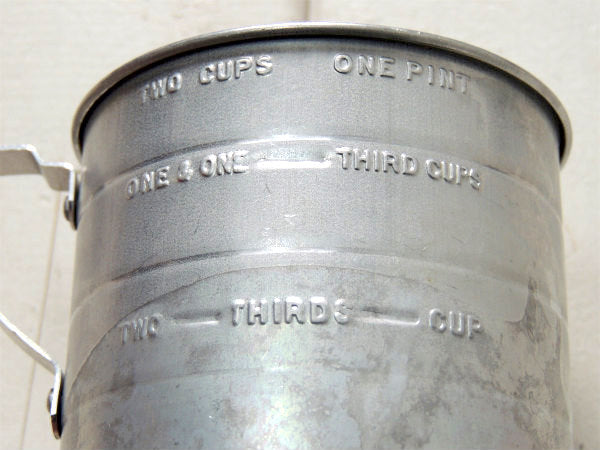 TWO CUPS ONE PINT
ONE & ONE — THIRD CUPS
TWO — THIRDS — CUP